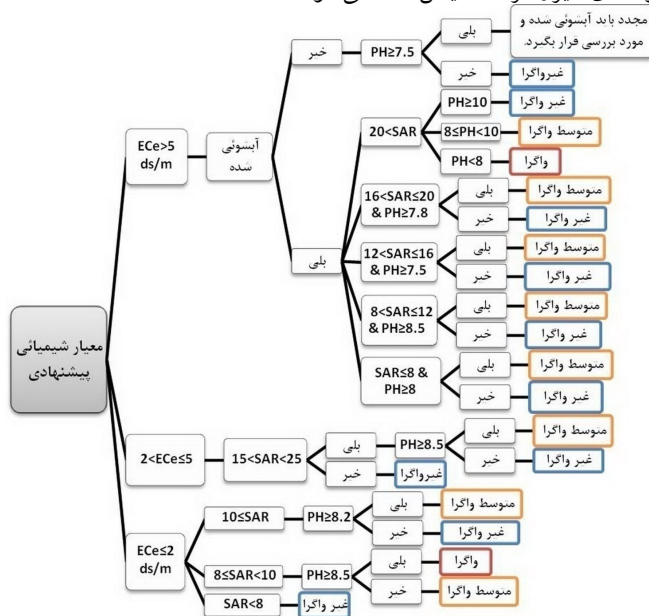 مجدد باید آبشوئی شده و
مورد بررسی قرار بگیرد.
بلی
خیر
PH≥7.5
خیر
غیرواگرا
PH≥10
غیر واگرا
20<SAR
8≤PH<10
متوسط واگرا
PH<8
واگرا
ECe>5
ds/m
آبشوئی
شده
16<SAR≤20
& PH≥7.8
بلی
متوسط واگرا
خیر
غیر واگرا
بلی
12<SAR≤16
& PH≥7.5
بلی
متوسط واگرا
خیر
غیر واگرا
8<SAR≤12
& PH≥8.5
بلی
متوسط واگرا
خیر
غیر واگرا
SAR≤8 &
PH≥8
بلی
متوسط واگرا
خیر
غیر واگرا
معیار شیمیائی
پیشنهادی
2<ECe≤5
15<SAR<25
بلی
PH≥8.5
بلی
متوسط واگرا
خیر
غیر واگرا
خیر
غیرواگرا
ECe≤2
ds/m
10≤SAR
PH≥8.2
بلی
متوسط واگرا
خیر
غیر واگرا
8≤SAR<10
PH≥8.5
بلی
واگرا
خیر
متوسط واگرا
SAR<8
غیر واگرا